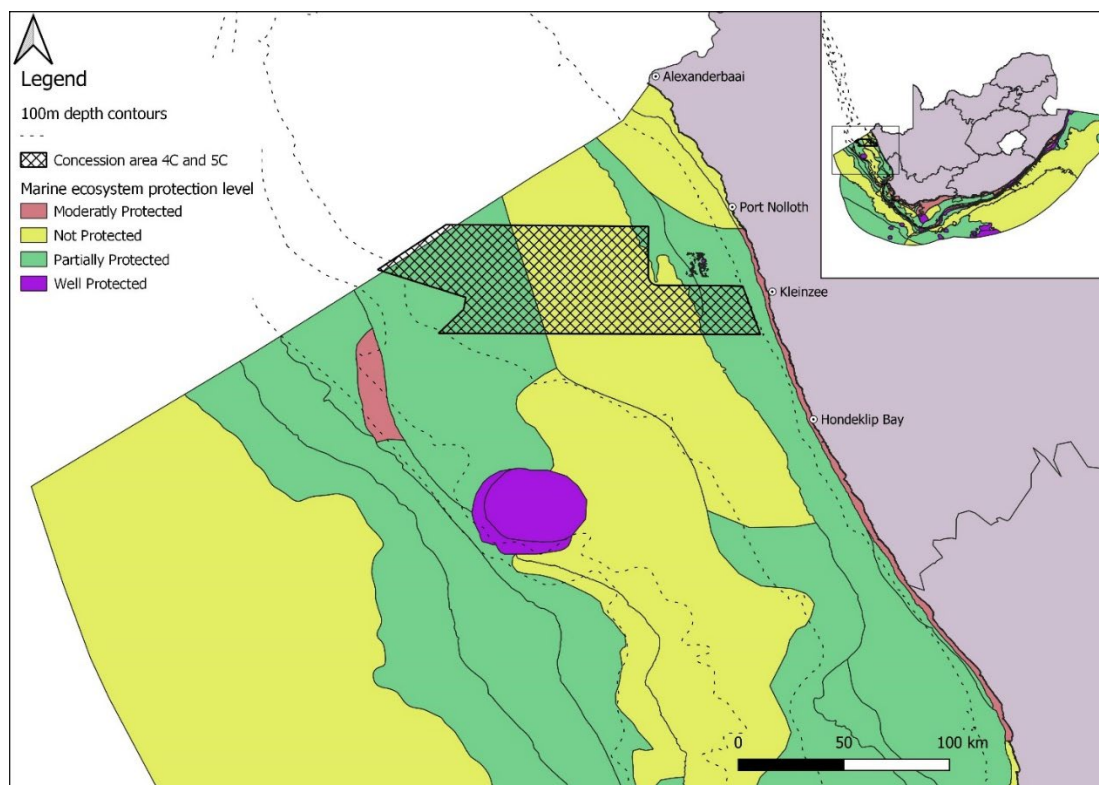 Legend
100m depth contours
Concession area 4C and 5C
Marine ecosystem protection level
Moderatly Protected
Not Protected
Partially Protected
Well Protected
Alexanderbaai
Port Nolloth
Kleinzee
Hondeklip Bay
0 50 100 km